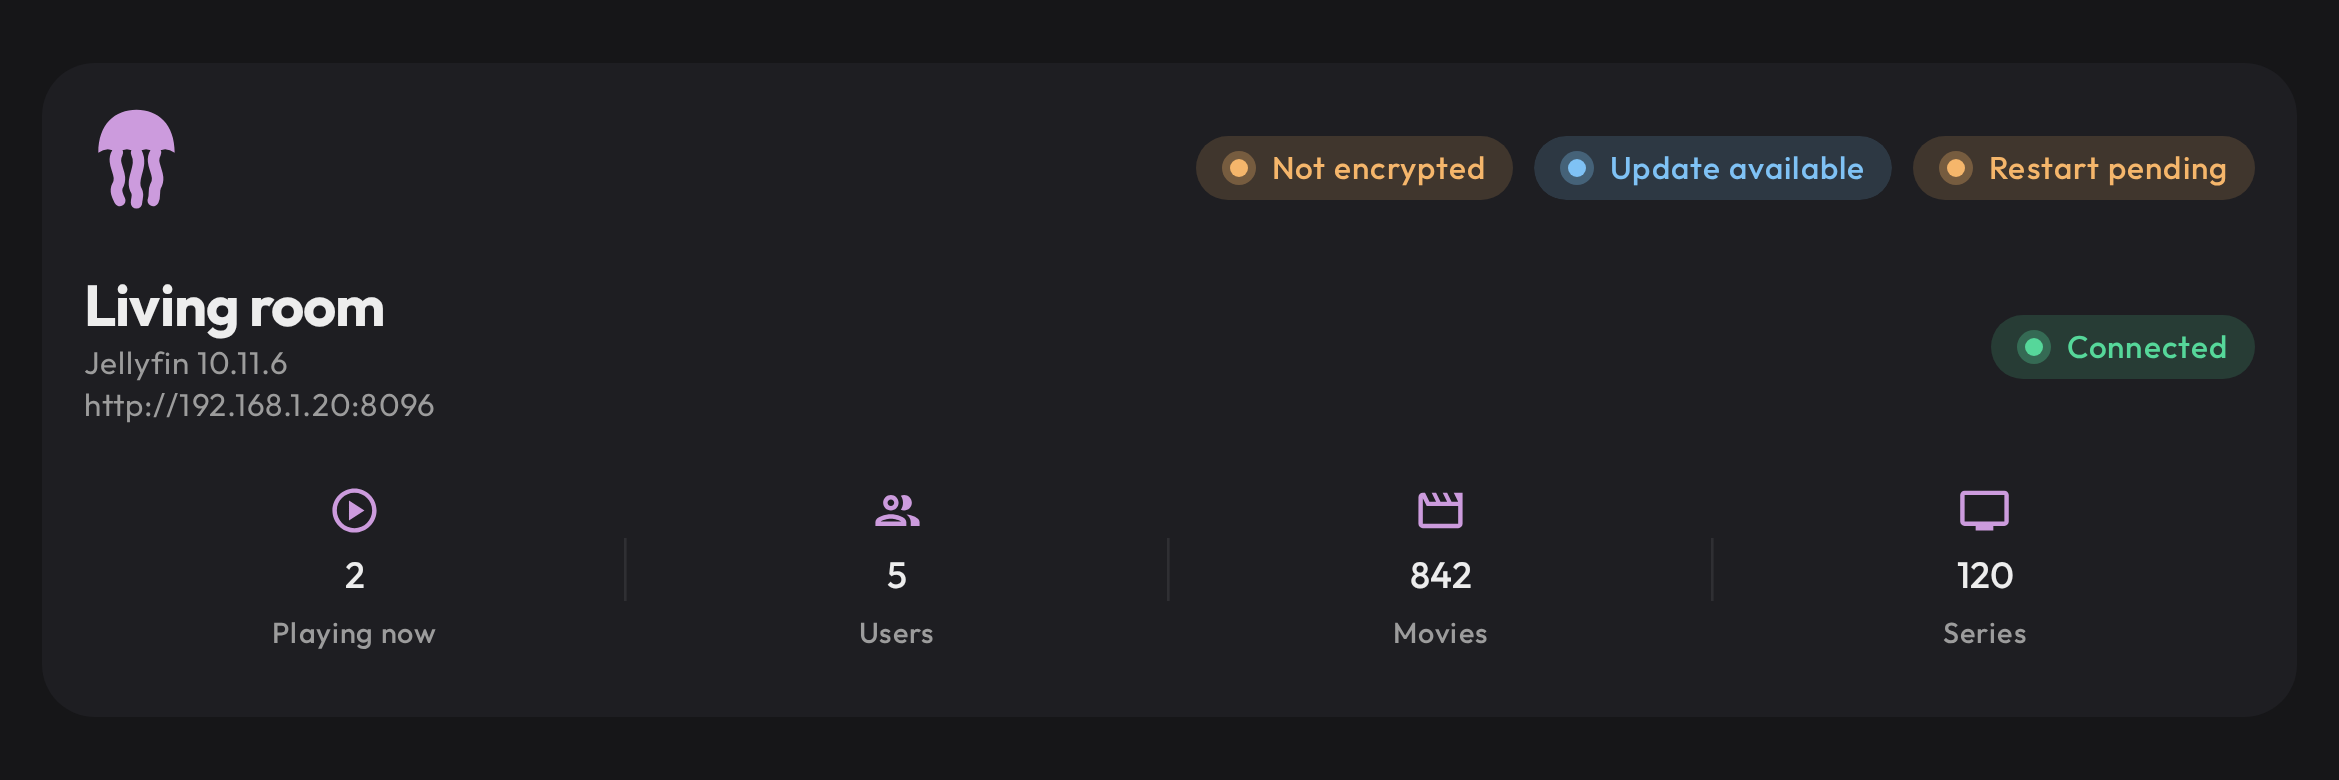 Not encrypted
Update available
Restart pending
Living room
Jellyfin 10.11.6
http://192.168.1.20:8096
Connected
2
Playing now
5
Users
842
Movies
120
Series